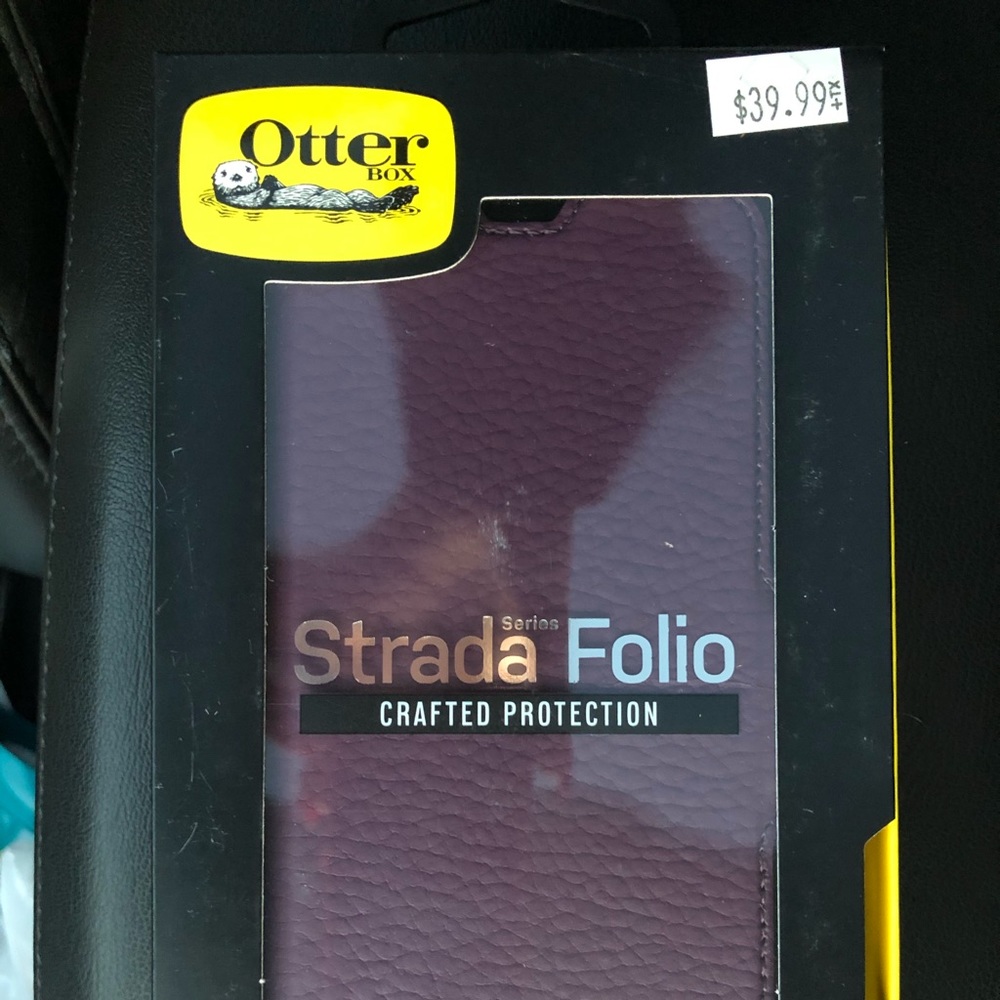 $39.99+TX
Otter
BOX
Series
Strada Folio
CRAFTED PROTECTION